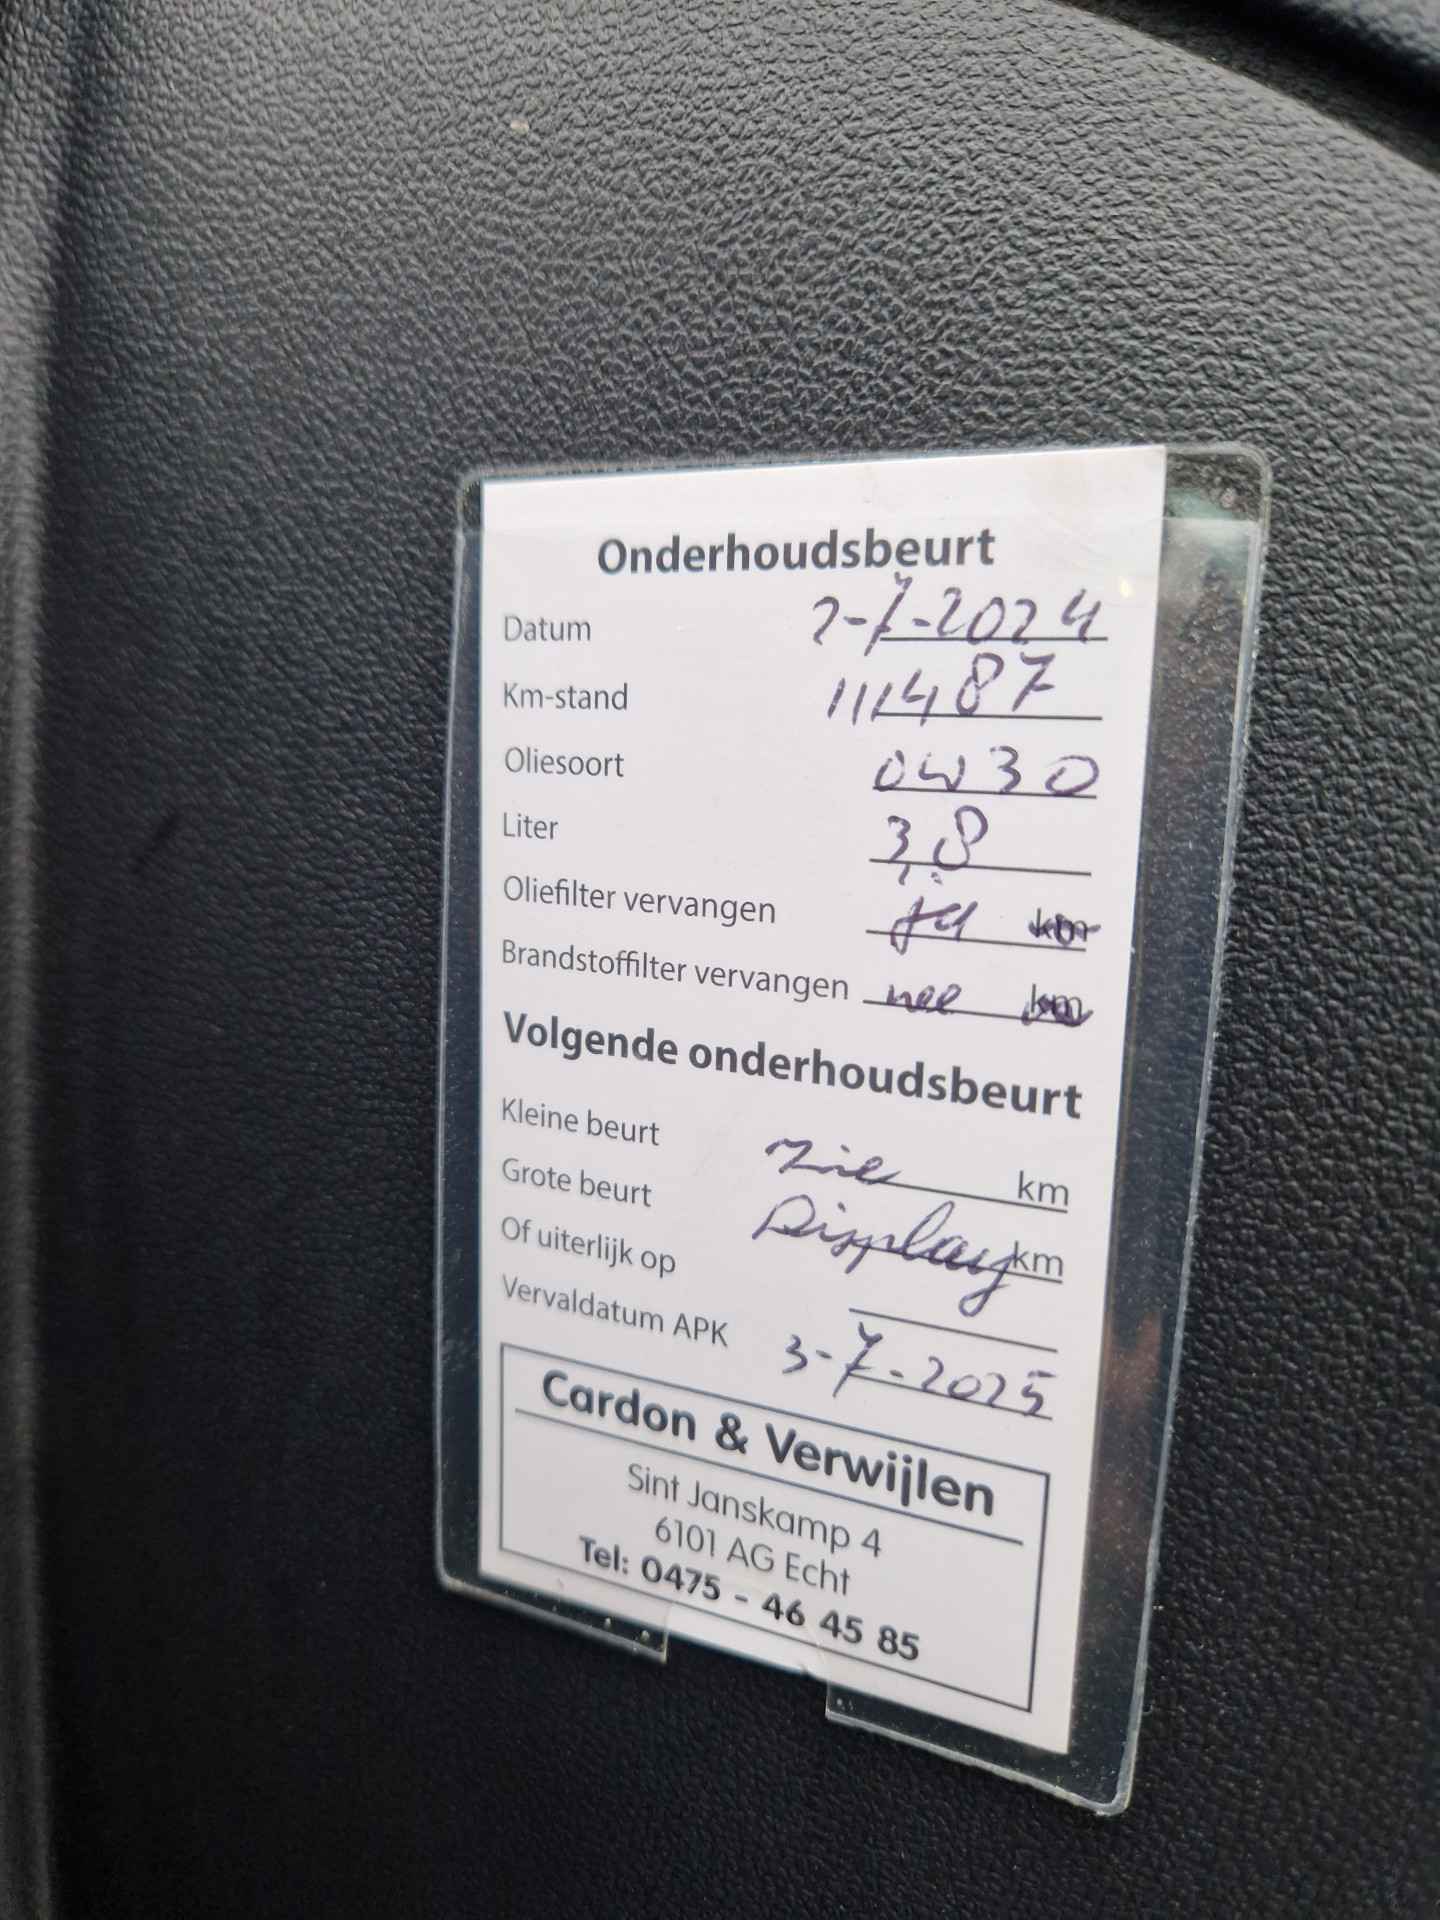 Onderhoudsbeurt
Datum 2-7-2024
Km-stand 111487
Oliesoort 0W30
Liter 3,8
Oliefilter vervangen ja km
Brandstoffilter vervangen nee km
Volgende onderhoudsbeurt
Kleine beurt zie km
Grote beurt Display km
Of uiterlijk op
Vervaldatum APK 3-7-2025
Cardon & Verwijlen
Sint Janskamp 4
6101 AG Echt
Tel: 0475 - 46 45 85